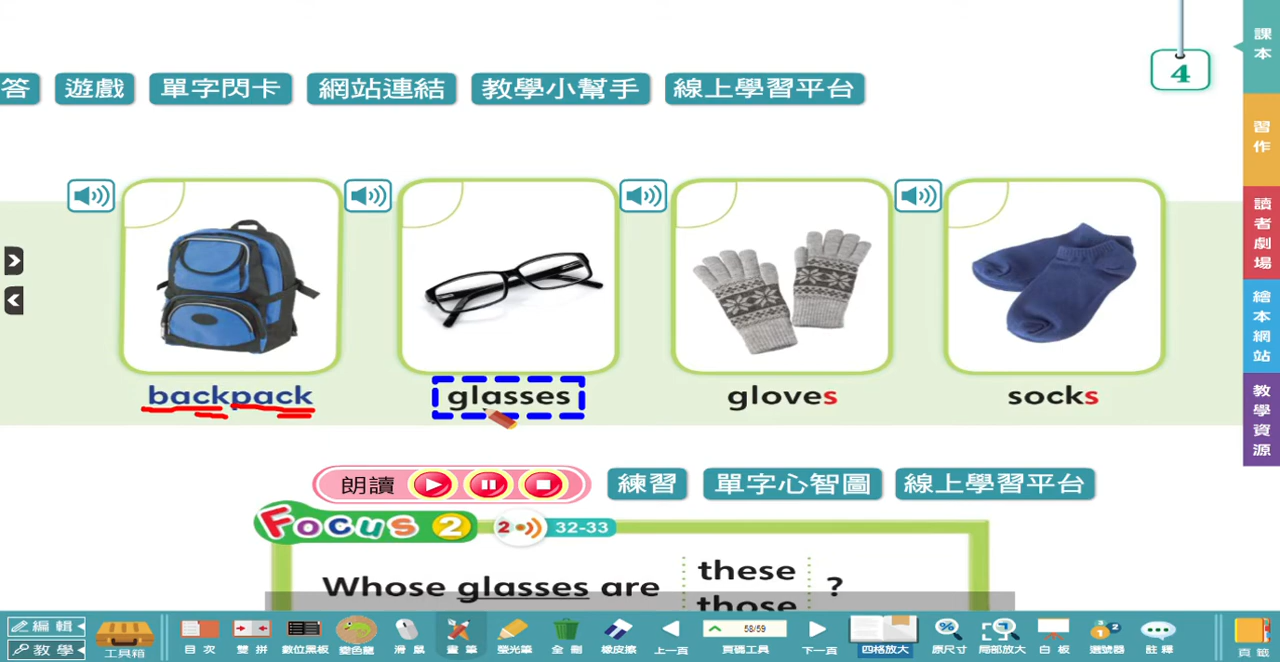 4
答 遊戲 單字閃卡 網站連結 教學小幫手 線上學習平台
課本
習作
讀者劇場
繪本網站
教學資源
backpack glasses gloves socks
朗讀 練習 單字心智圖 線上學習平台
Focus 2 2 32-33
Whose glasses are these ?
those
編輯
教學
工具箱 目次 雙拼 數位黑板 變色龍 滑鼠 畫筆 螢光筆 全刪 橡皮擦 上一頁 58/59 頁碼工具 下一頁 四格放大 原尺寸 局部放大 白板 選號器 註釋 頁籤